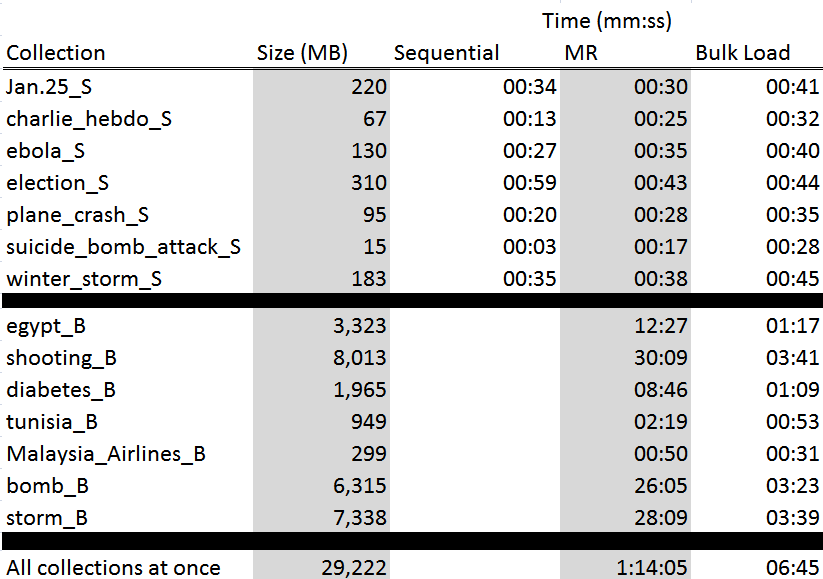 Time (mm:ss)
Collection Size (MB) Sequential MR Bulk Load
Jan.25_S 220 00:34 00:30 00:41
charlie_hebdo_S 67 00:13 00:25 00:32
ebola_S 130 00:27 00:35 00:40
election_S 310 00:59 00:43 00:44
plane_crash_S 95 00:20 00:28 00:35
suicide_bomb_attack_S 15 00:03 00:17 00:28
winter_storm_S 183 00:35 00:38 00:45
egypt_B 3,323 12:27 01:17
shooting_B 8,013 30:09 03:41
diabetes_B 1,965 08:46 01:09
tunisia_B 949 02:19 00:53
Malaysia_Airlines_B 299 00:50 00:31
bomb_B 6,315 26:05 03:23
storm_B 7,338 28:09 03:39
All collections at once 29,222 1:14:05 06:45